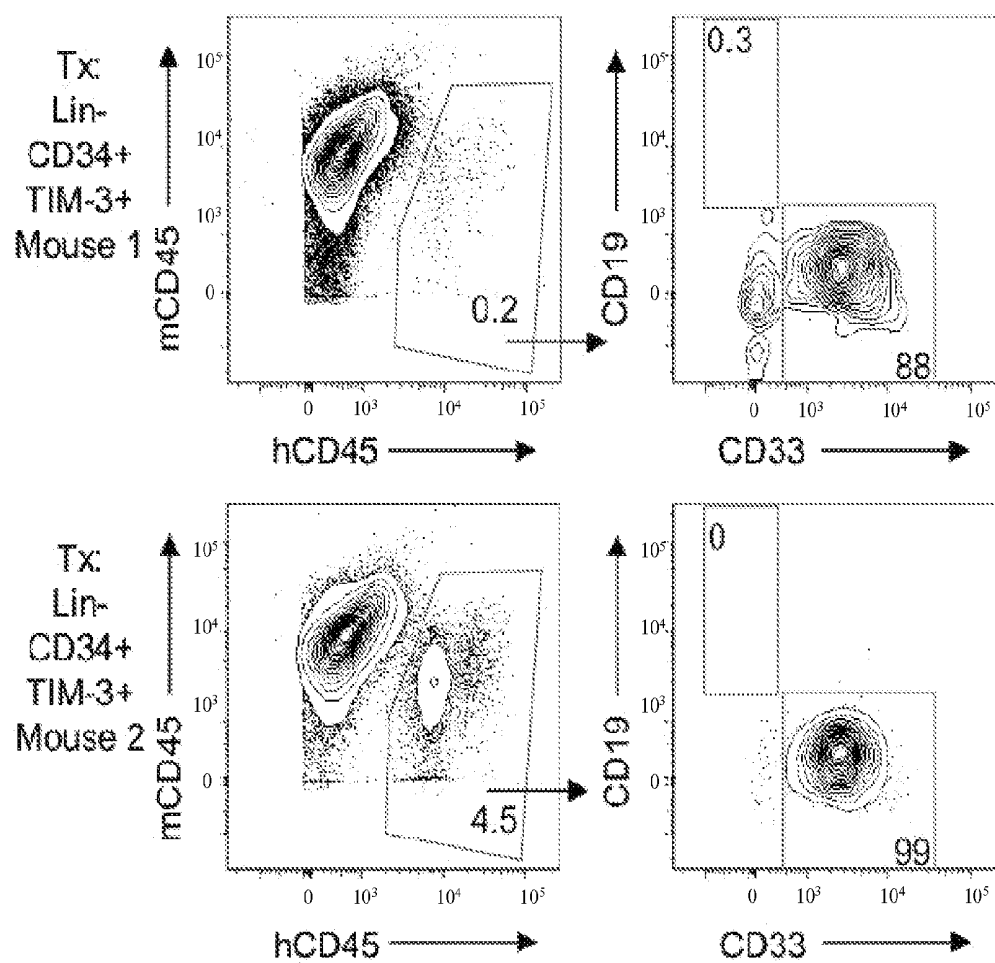 Tx:
Lin-
CD34+
TIM-3+
Mouse 1
mCD45
10⁵
10⁴
10³
0
0.2
0 10³ 10⁴ 10⁵
hCD45
CD19
10⁵
10⁴
10³
0
0.3
88
0 10³ 10⁴ 10⁵
CD33
Tx:
Lin-
CD34+
TIM-3+
Mouse 2
mCD45
10⁵
10⁴
10³
0
4.5
0 10³ 10⁴ 10⁵
hCD45
CD19
10⁵
10⁴
10³
0
0
99
0 10³ 10⁴ 10⁵
CD33